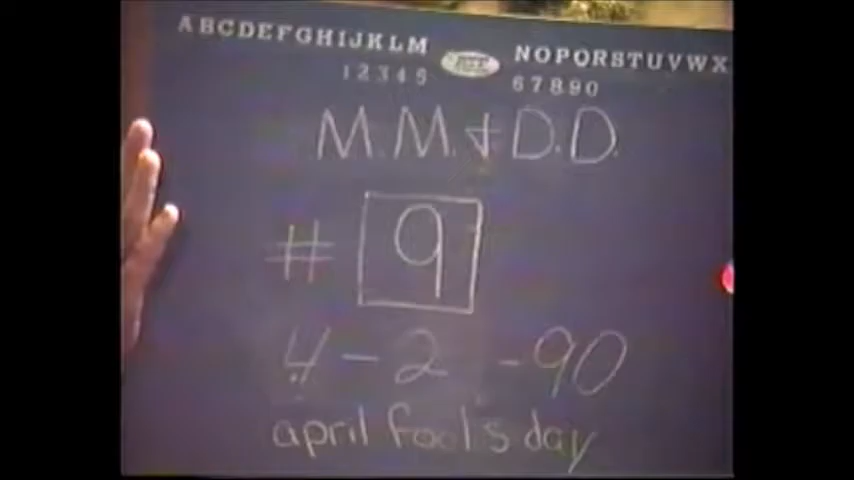 ABCDEFGHIJKLM NOPQRSTUVWX
12345 67890
M.M. & D.D.
# 9
4-2-90
april fool's day